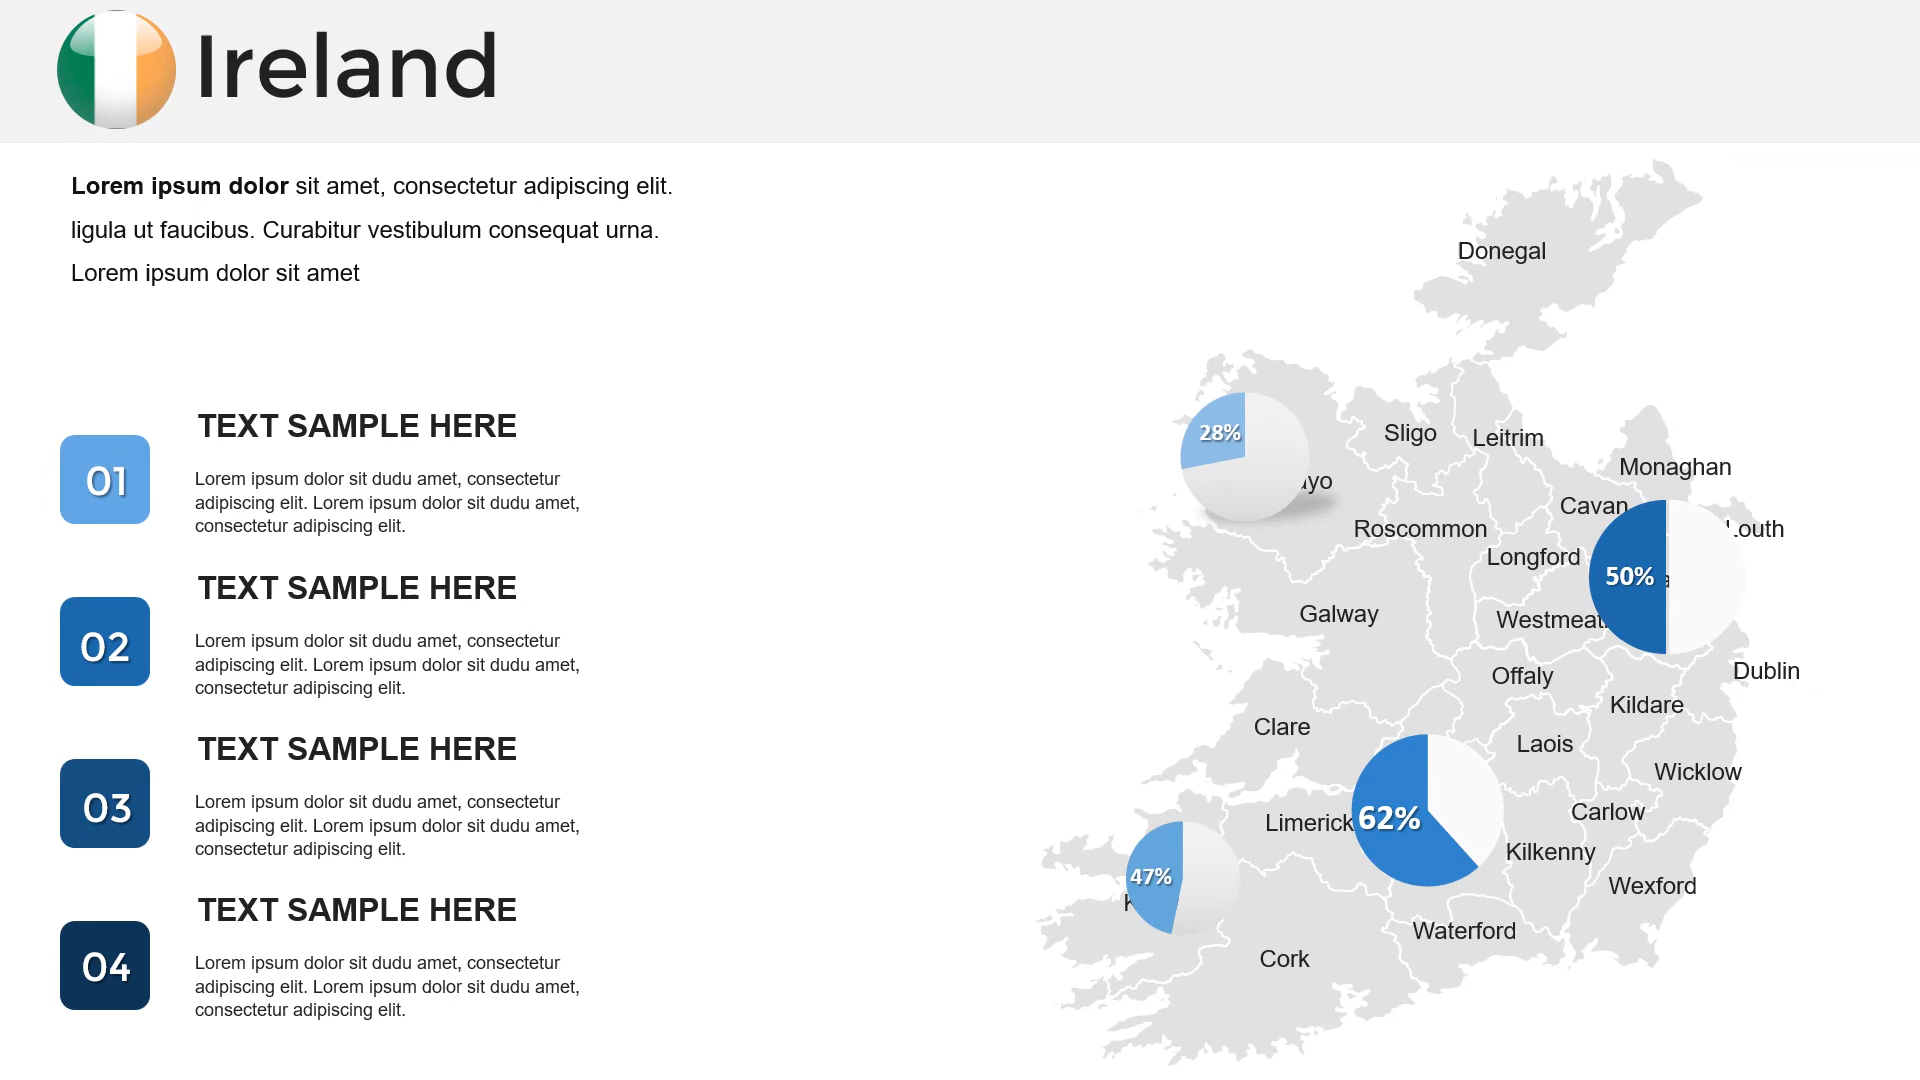 Ireland
Lorem ipsum dolor sit amet, consectetur adipiscing elit.
ligula ut faucibus. Curabitur vestibulum consequat urna.
Lorem ipsum dolor sit amet
01
TEXT SAMPLE HERE
Lorem ipsum dolor sit dudu amet, consectetur
adipiscing elit. Lorem ipsum dolor sit dudu amet,
consectetur adipiscing elit.
02
TEXT SAMPLE HERE
Lorem ipsum dolor sit dudu amet, consectetur
adipiscing elit. Lorem ipsum dolor sit dudu amet,
consectetur adipiscing elit.
03
TEXT SAMPLE HERE
Lorem ipsum dolor sit dudu amet, consectetur
adipiscing elit. Lorem ipsum dolor sit dudu amet,
consectetur adipiscing elit.
04
TEXT SAMPLE HERE
Lorem ipsum dolor sit dudu amet, consectetur
adipiscing elit. Lorem ipsum dolor sit dudu amet,
consectetur adipiscing elit.
Donegal
28%
Sligo
Leitrim
Monaghan
Cavan
Roscommon
Louth
Longford
50%
Galway
Westmeat
Offaly
Dublin
Kildare
Clare
Laois
Wicklow
Limerick
62%
Carlow
Kilkenny
47%
Wexford
Waterford
Cork